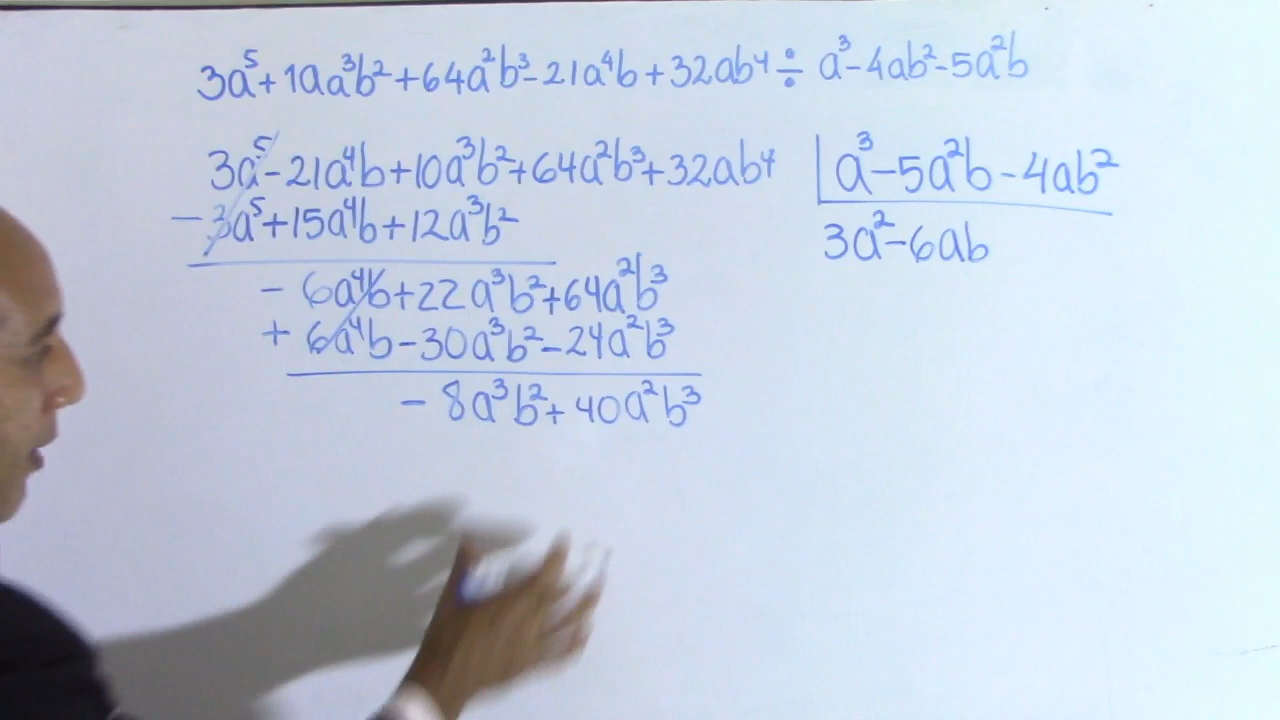 3a⁵+1aa³b²+64a²b³-21a⁴b+32ab⁴÷a³-4ab²-5a²b
3a⁵-21a⁴b+10a³b²+64a²b³+32ab⁴ a³-5a²b-4ab²
-3a⁵+15a⁴b+12a³b² 3a²-6ab
-6a⁴b+22a³b²+64a²b³
+6a⁴b-30a³b²-24a²b³
-8a³b²+40a²b³